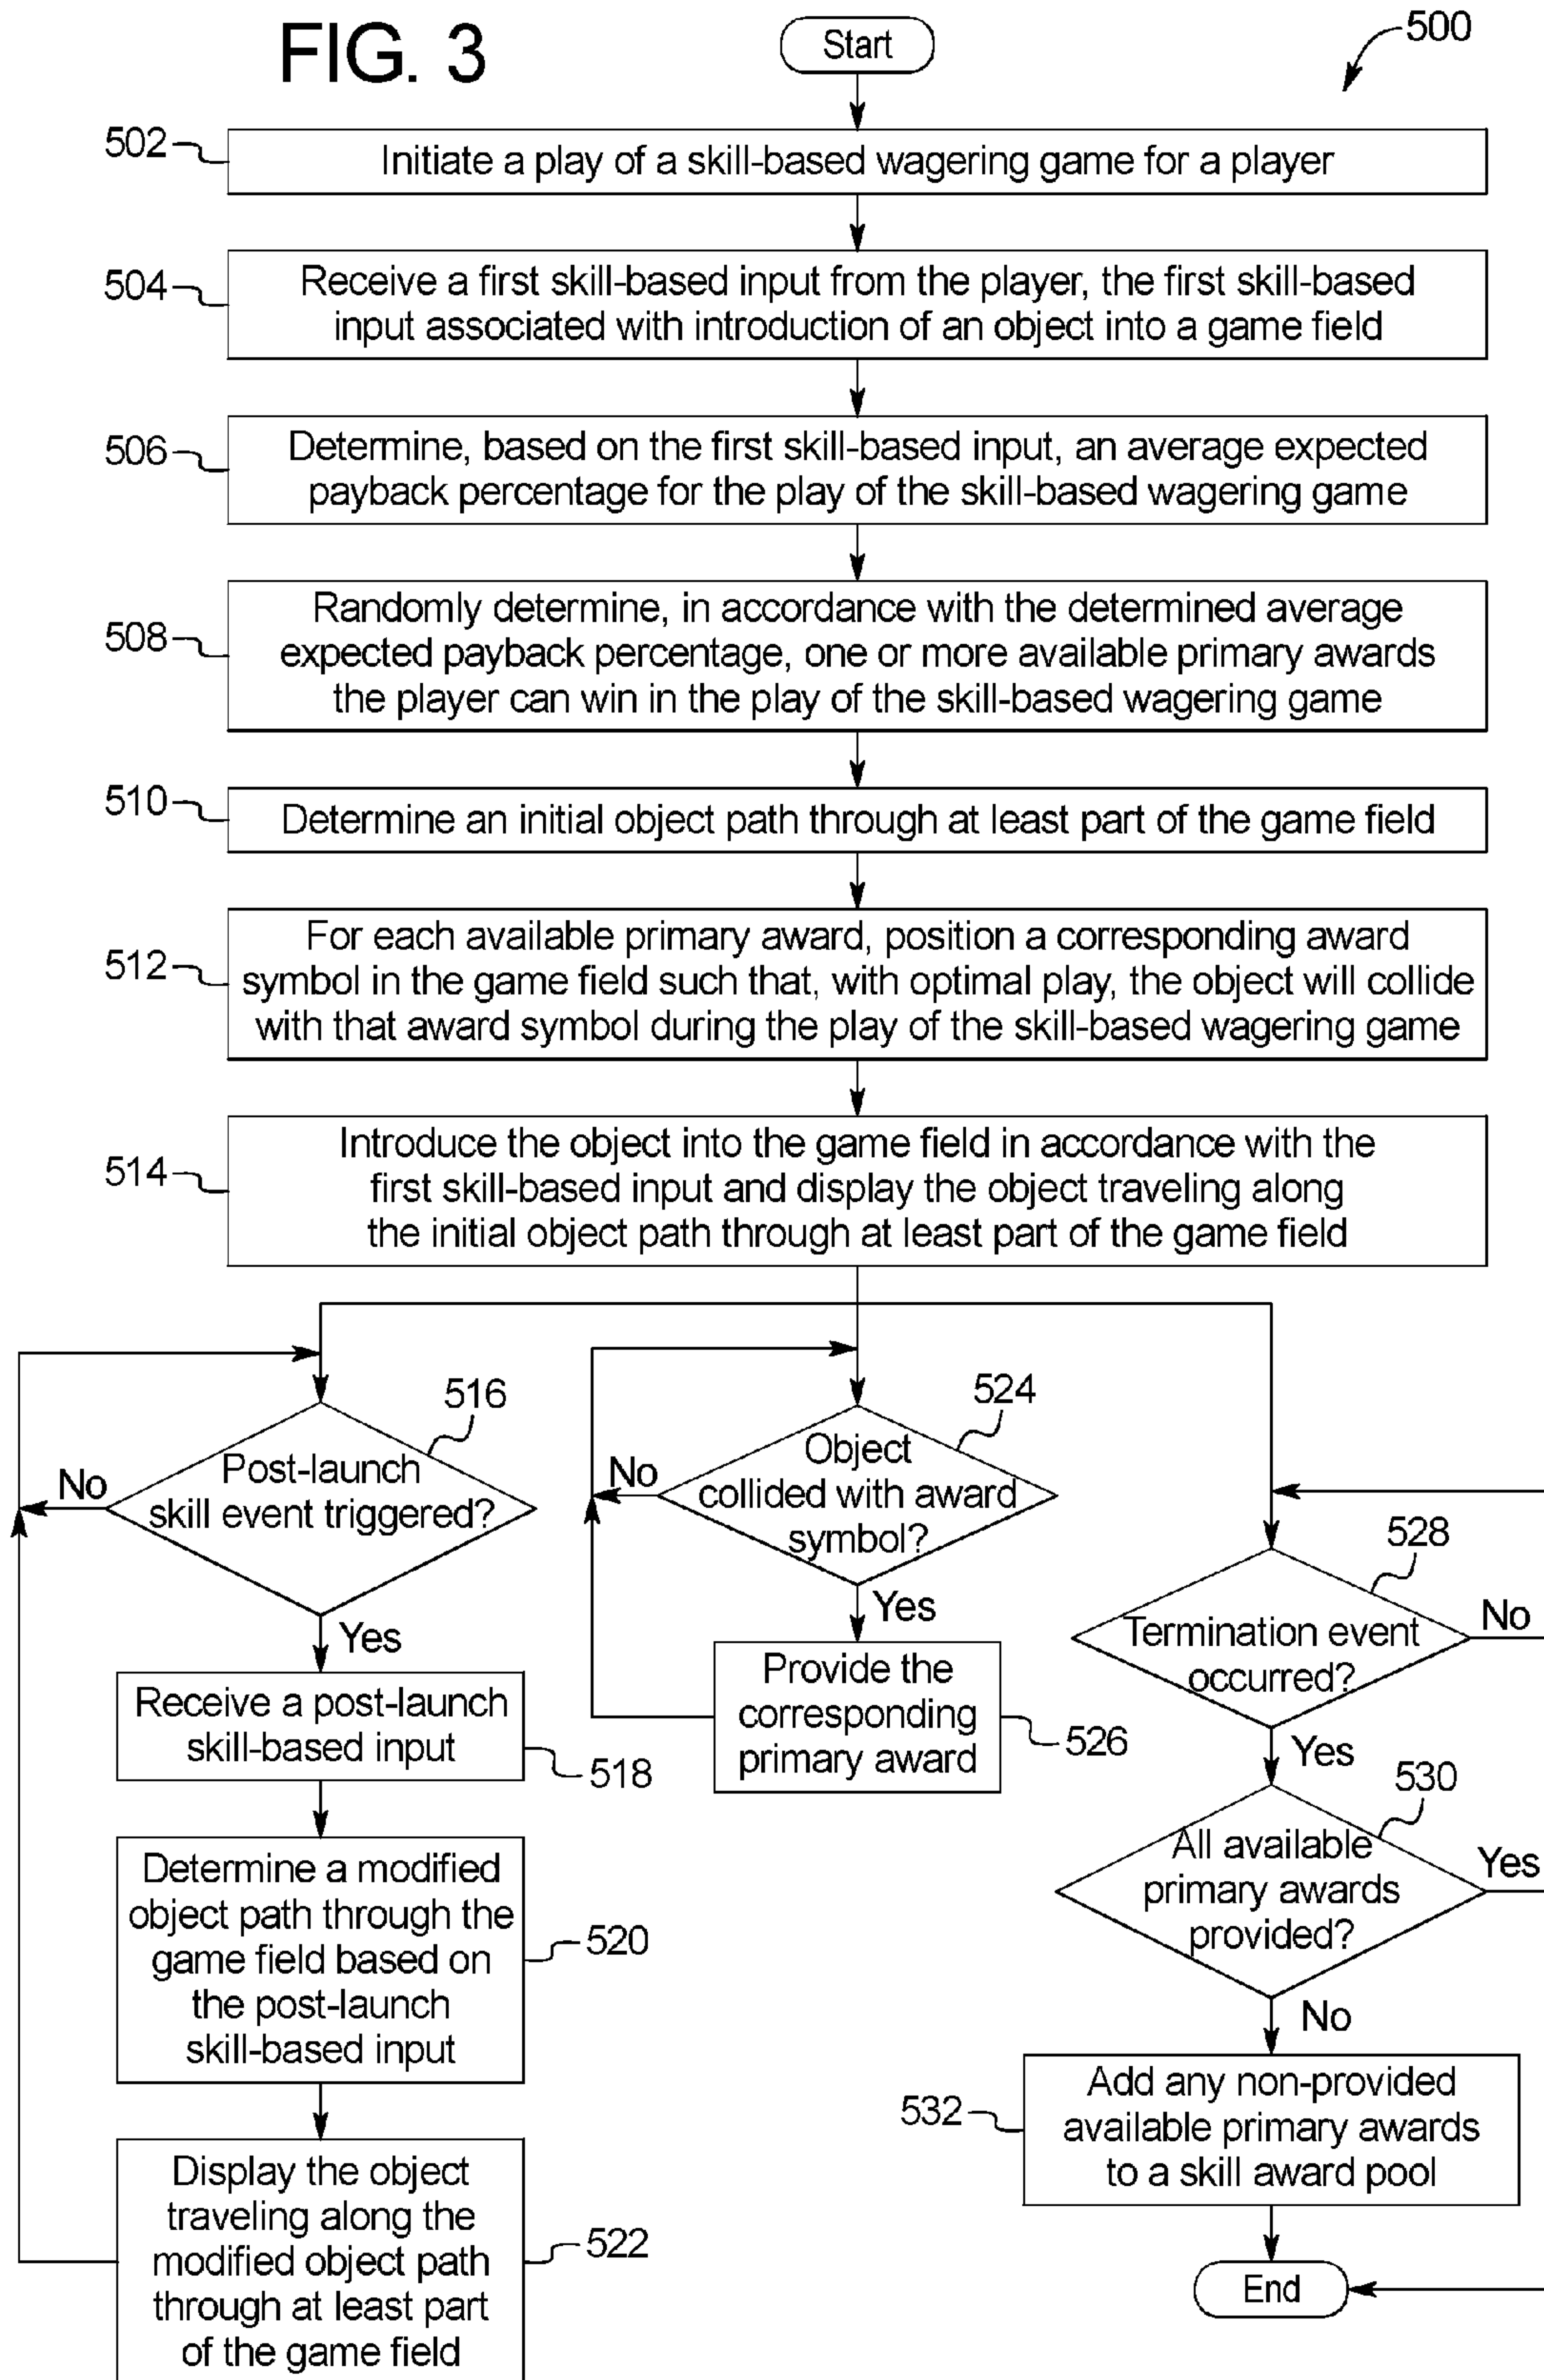 FIG. 3
Start
500
502
Initiate a play of a skill-based wagering game for a player
504
Receive a first skill-based input from the player, the first skill-based
input associated with introduction of an object into a game field
506
Determine, based on the first skill-based input, an average expected
payback percentage for the play of the skill-based wagering game
508
Randomly determine, in accordance with the determined average
expected payback percentage, one or more available primary awards
the player can win in the play of the skill-based wagering game
510
Determine an initial object path through at least part of the game field
512
For each available primary award, position a corresponding award
symbol in the game field such that, with optimal play, the object will collide
with that award symbol during the play of the skill-based wagering game
514
Introduce the object into the game field in accordance with the
first skill-based input and display the object traveling along
the initial object path through at least part of the game field
516
Post-launch
skill event triggered?
No
Yes
Receive a post-launch
skill-based input
518
Determine a modified
object path through the
game field based on
the post-launch
skill-based input
520
Display the object
traveling along the
modified object path
through at least part
of the game field
522
524
Object
collided with award
symbol?
No
Yes
Provide the
corresponding
primary award
526
528
Termination event
occurred?
No
Yes
530
All available
primary awards
provided?
Yes
No
532
Add any non-provided
available primary awards
to a skill award pool
End